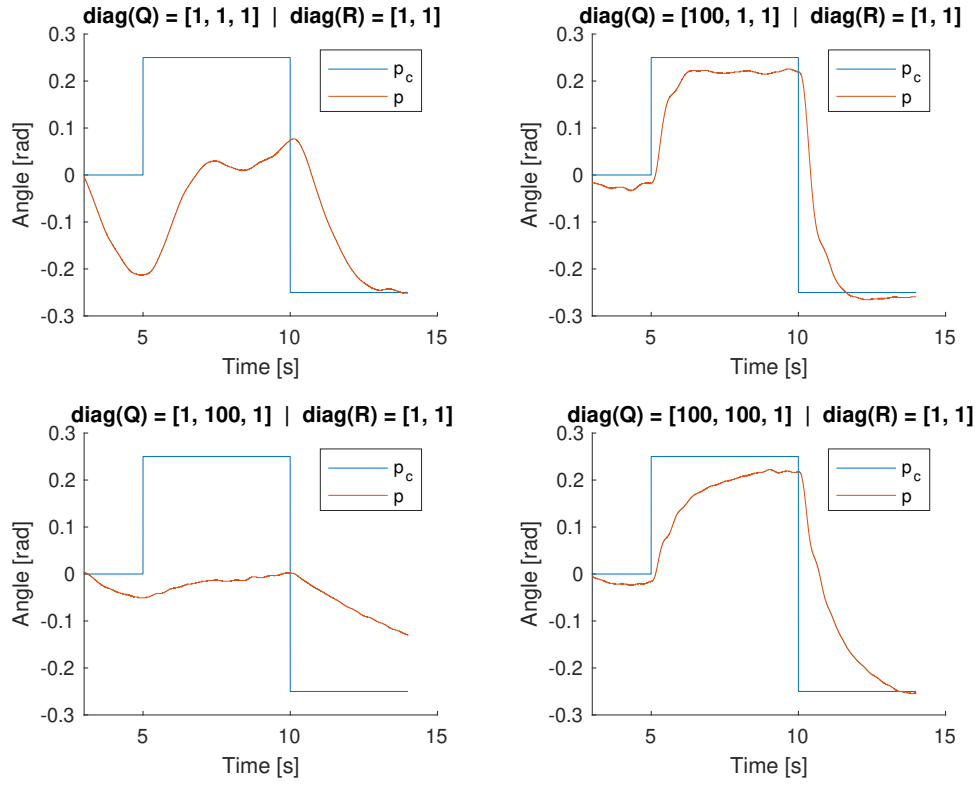 diag(Q) = [1, 1, 1] | diag(R) = [1, 1]
0.3
0.2
0.1
0
-0.1
-0.2
-0.3
Angle [rad]
p_c
p
5
10
15
Time [s]
diag(Q) = [100, 1, 1] | diag(R) = [1, 1]
0.3
0.2
0.1
0
-0.1
-0.2
-0.3
Angle [rad]
p_c
p
5
10
15
Time [s]
diag(Q) = [1, 100, 1] | diag(R) = [1, 1]
0.3
0.2
0.1
0
-0.1
-0.2
-0.3
Angle [rad]
p_c
p
5
10
15
Time [s]
diag(Q) = [100, 100, 1] | diag(R) = [1, 1]
0.3
0.2
0.1
0
-0.1
-0.2
-0.3
Angle [rad]
p_c
p
5
10
15
Time [s]